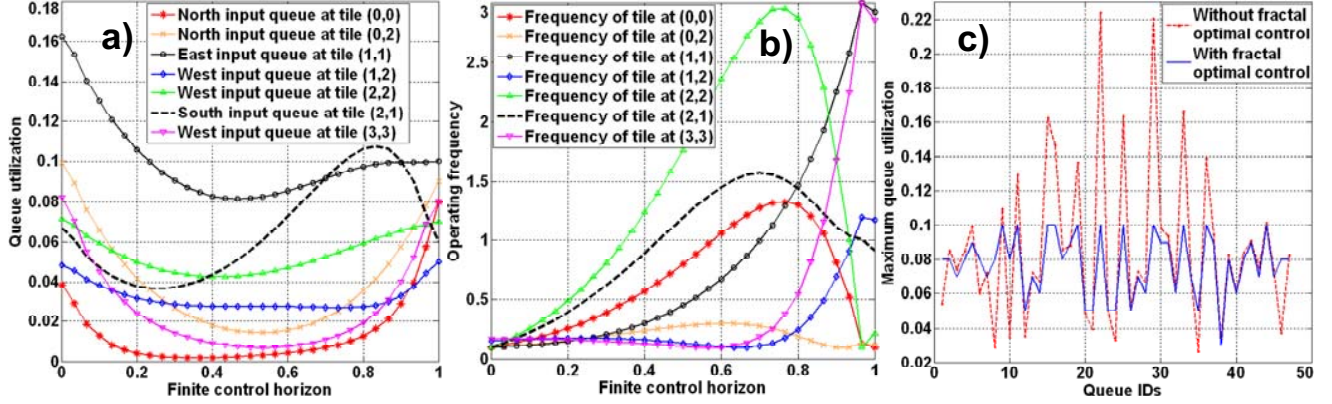 a)
North input queue at tile (0,0)
North input queue at tile (0,2)
East input queue at tile (1,1)
West input queue at tile (1,2)
West input queue at tile (2,2)
South input queue at tile (2,1)
West input queue at tile (3,3)
Queue utilization
0.18
0.16
0.14
0.12
0.1
0.08
0.06
0.04
0.02
0
0 0.2 0.4 0.6 0.8 1
Finite control horizon
b)
Frequency of tile at (0,0)
Frequency of tile at (0,2)
Frequency of tile at (1,1)
Frequency of tile at (1,2)
Frequency of tile at (2,2)
Frequency of tile at (2,1)
Frequency of tile at (3,3)
Operating frequency
3
2.5
2
1.5
1
0.5
0
0 0.2 0.4 0.6 0.8 1
Finite control horizon
c)
Without fractal
optimal control
With fractal
optimal control
Maximum queue utilization
0.22
0.2
0.18
0.16
0.14
0.12
0.1
0.08
0.06
0.04
0.02
0 10 20 30 40 50
Queue IDs